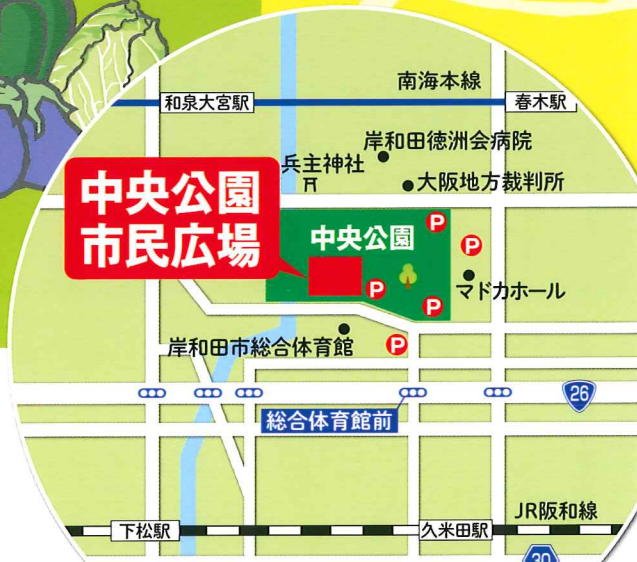 南海本線
和泉大宮駅
春木駅
岸和田徳洲会病院
兵主神社
大阪地方裁判所
中央公園
市民広場
中央公園
P
P
P
P
マドカホール
岸和田市総合体育館
P
26
総合体育館前
JR阪和線
下松駅
久米田駅
30